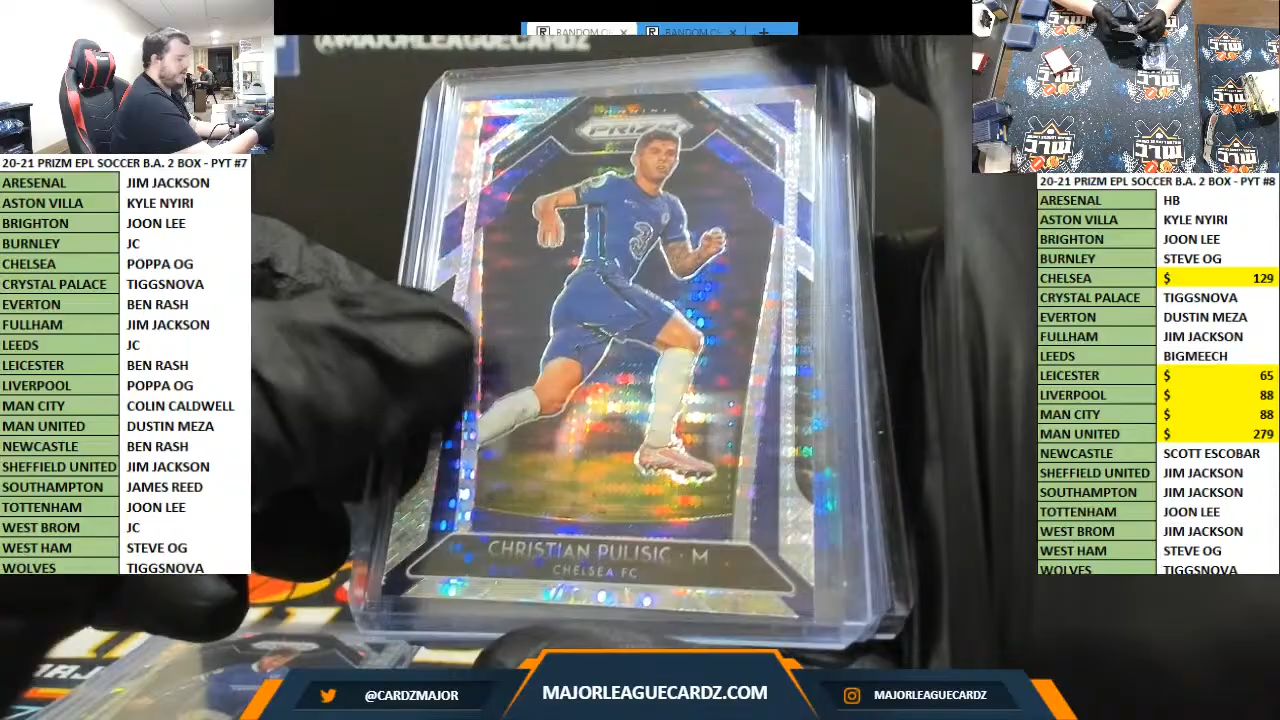 RANDOM.
RANDOM.
@MAJORLEAGUECARDZ
20-21 PRIZM EPL SOCCER B.A. 2 BOX - PYT #7
ARESENAL JIM JACKSON
ASTON VILLA KYLE NYIRI
BRIGHTON JOON LEE
BURNLEY JC
CHELSEA POPPA OG
CRYSTAL PALACE TIGGSNOVA
EVERTON BEN RASH
FULLHAM JIM JACKSON
LEEDS JC
LEICESTER BEN RASH
LIVERPOOL POPPA OG
MAN CITY COLIN CALDWELL
MAN UNITED DUSTIN MEZA
NEWCASTLE BEN RASH
SHEFFIELD UNITED JIM JACKSON
SOUTHAMPTON JAMES REED
TOTTENHAM JOON LEE
WEST BROM JC
WEST HAM STEVE OG
WOLVES TIGGSNOVA
PANINI
PRIZM
CHRISTIAN PULISIC · M
CHELSEA FC
20-21 PRIZM EPL SOCCER B.A. 2 BOX - PYT #8
ARESENAL HB
ASTON VILLA KYLE NYIRI
BRIGHTON JOON LEE
BURNLEY STEVE OG
CHELSEA $ 129
CRYSTAL PALACE TIGGSNOVA
EVERTON DUSTIN MEZA
FULLHAM JIM JACKSON
LEEDS BIGMEECH
LEICESTER $ 65
LIVERPOOL $ 88
MAN CITY $ 88
MAN UNITED $ 279
NEWCASTLE SCOTT ESCOBAR
SHEFFIELD UNITED JIM JACKSON
SOUTHAMPTON JIM JACKSON
TOTTENHAM JOON LEE
WEST BROM JIM JACKSON
WEST HAM STEVE OG
WOLVES TIGGSNOVA
@CARDZMAJOR
MAJORLEAGUECARDZ.COM
MAJORLEAGUECARDZ